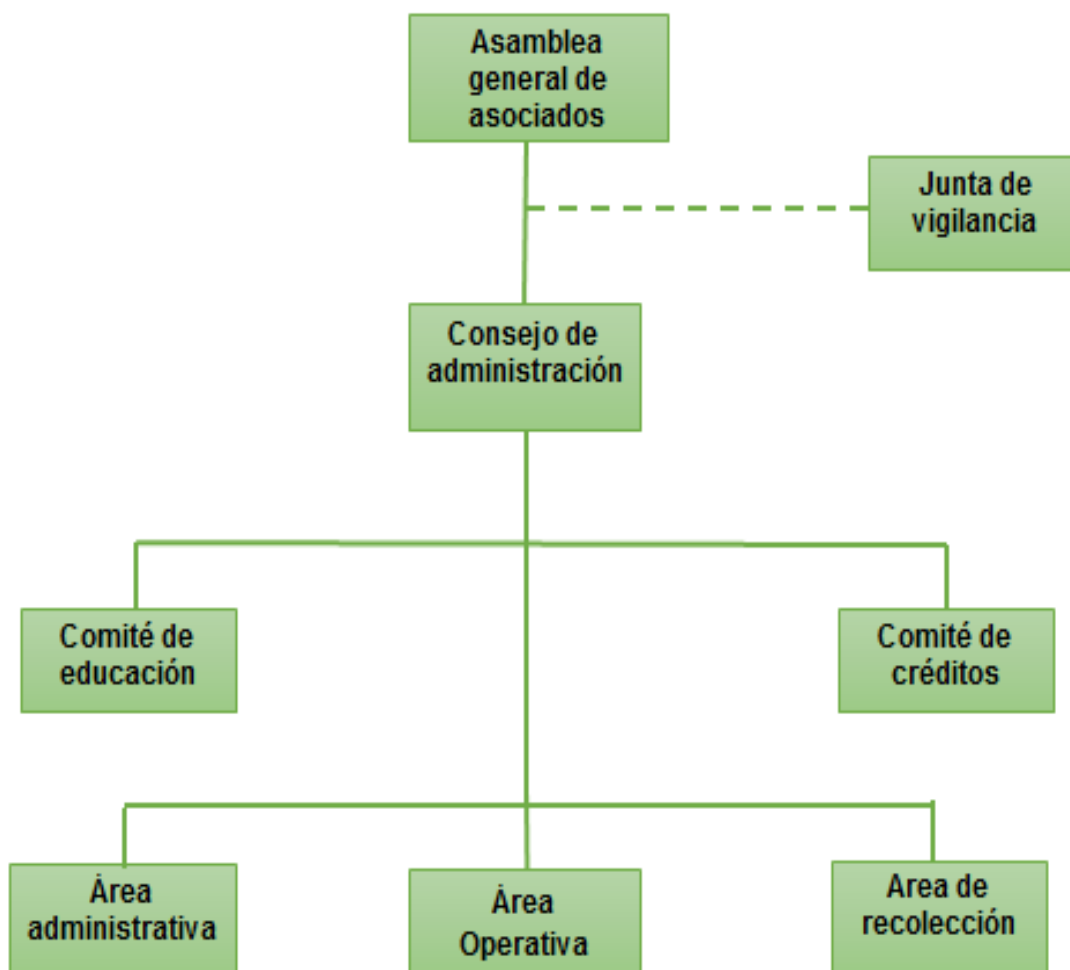 Asamblea
general de
asociados
Junta de
vigilancia
Consejo de
administración
Comité de
educación
Comité de
créditos
Área
administrativa
Área
Operativa
Area de
recolección